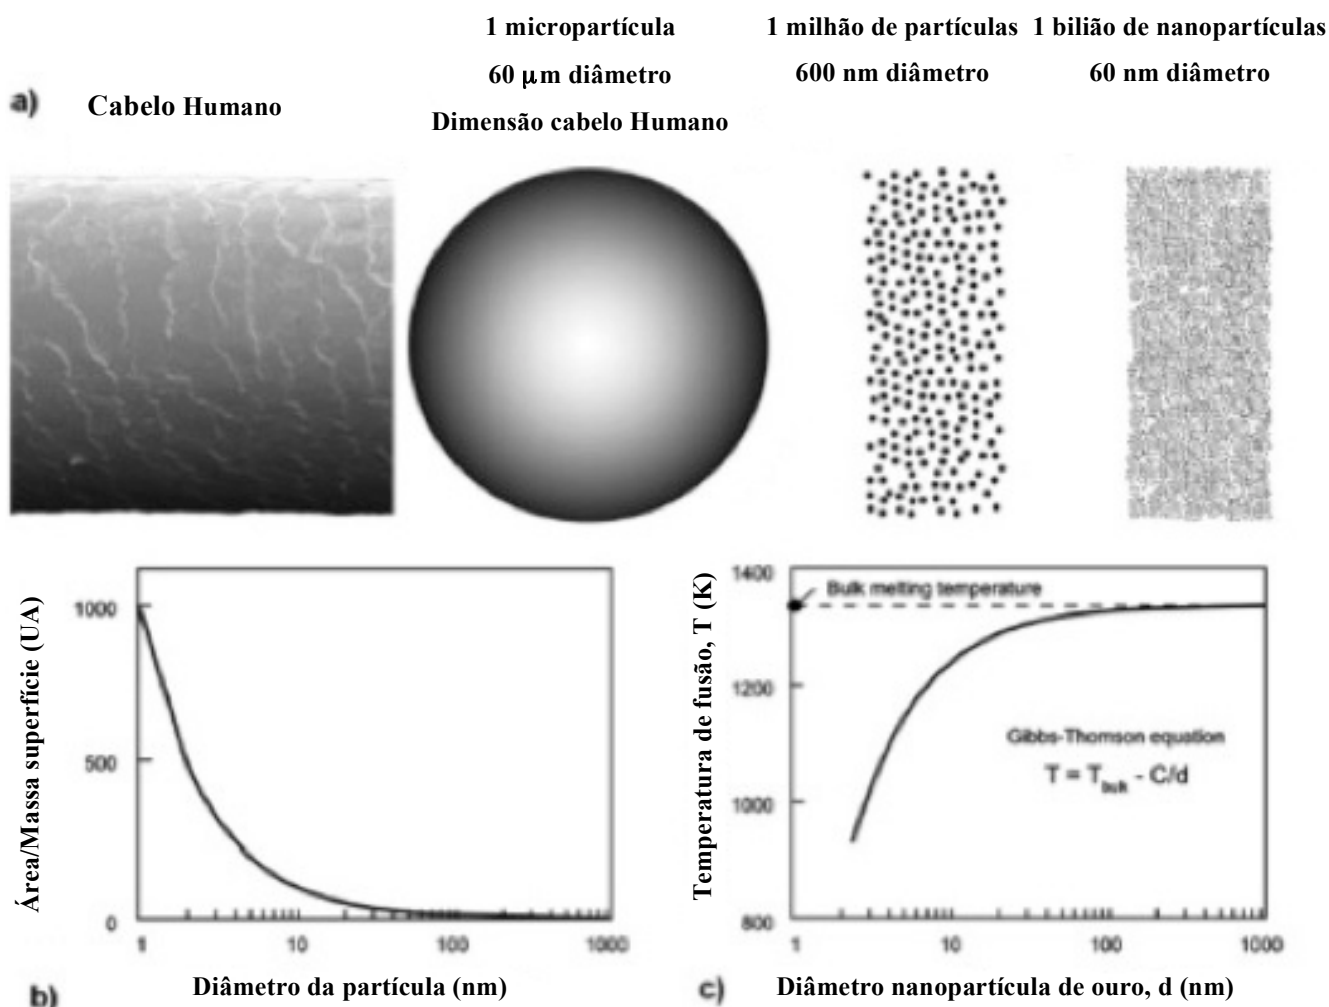 1 micropartícula
60 μm diâmetro
Dimensão cabelo Humano
1 milhão de partículas
600 nm diâmetro
1 bilião de nanopartículas
60 nm diâmetro
a)
Cabelo Humano
Área/Massa superfície (UA)
1000
500
0
1
10
100
1000
Diâmetro da partícula (nm)
b)
Temperatura de fusão, T (K)
1400
1200
1000
800
Bulk melting temperature
Gibbs-Thomson equation
T = Tbulk - C/d
1
10
100
1000
Diâmetro nanopartícula de ouro, d (nm)
c)